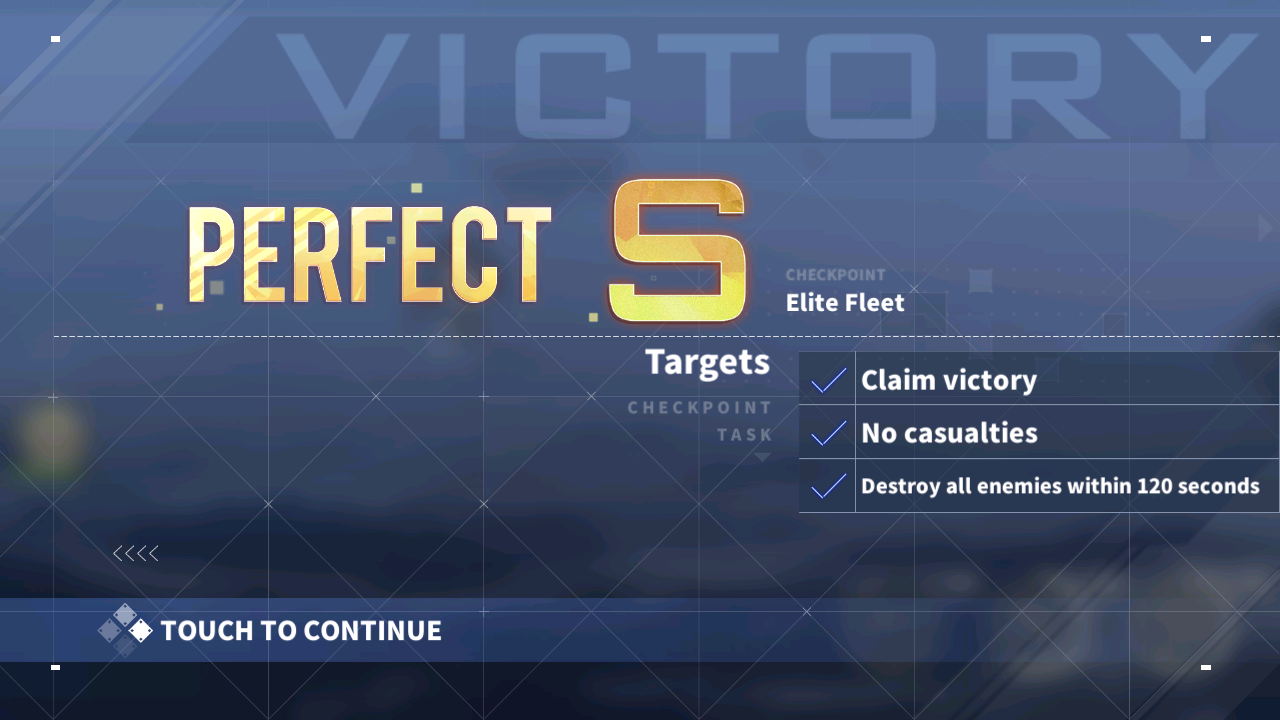 VICTORY
PERFECT S
CHECKPOINT
Elite Fleet
Targets
CHECKPOINT
TASK
Claim victory
No casualties
Destroy all enemies within 120 seconds
TOUCH TO CONTINUE